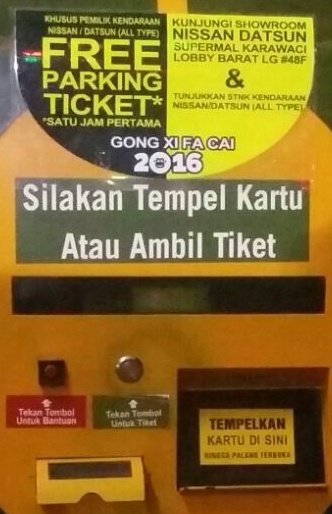 KHUSUS PEMILIK KENDARAAN
NISSAN / DATSUN (ALL TYPE)
FREE
PARKING
TICKET*
*SATU JAM PERTAMA
KUNJUNGI SHOWROOM
NISSAN DATSUN
SUPERMAL KARAWACI
LOBBY BARAT LG #48F
&
TUNJUKKAN STNK KENDARAAN
NISSAN/DATSUN (ALL TYPE)
GONG XI FA CAI
2016
Silakan Tempel Kartu
Atau Ambil Tiket
Tekan Tombol
Untuk Bantuan
Tekan Tombol
Untuk Tiket
TEMPELKAN
KARTU DI SINI
HINGGA PALANG TERBUKA